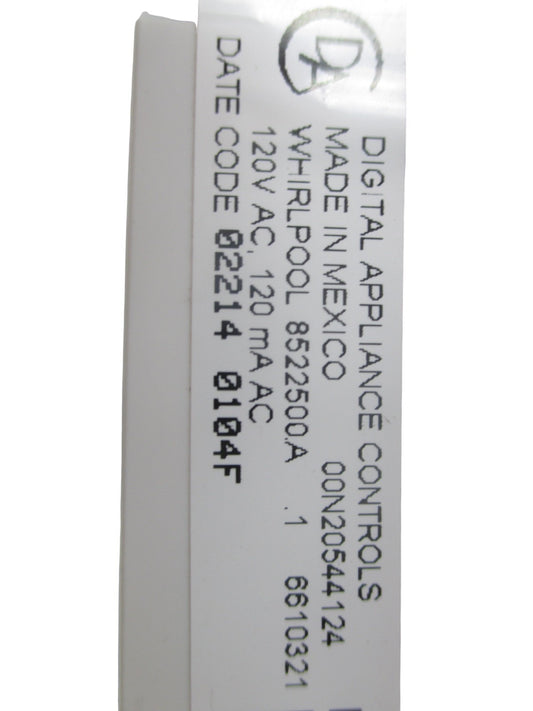 DA
DIGITAL APPLIANCE CONTROLS
MADE IN MEXICO 00N20544124
WHIRLPOOL 8522500.A .1 6610321
120V AC, 120 mA AC
DATE CODE 02214 0104F